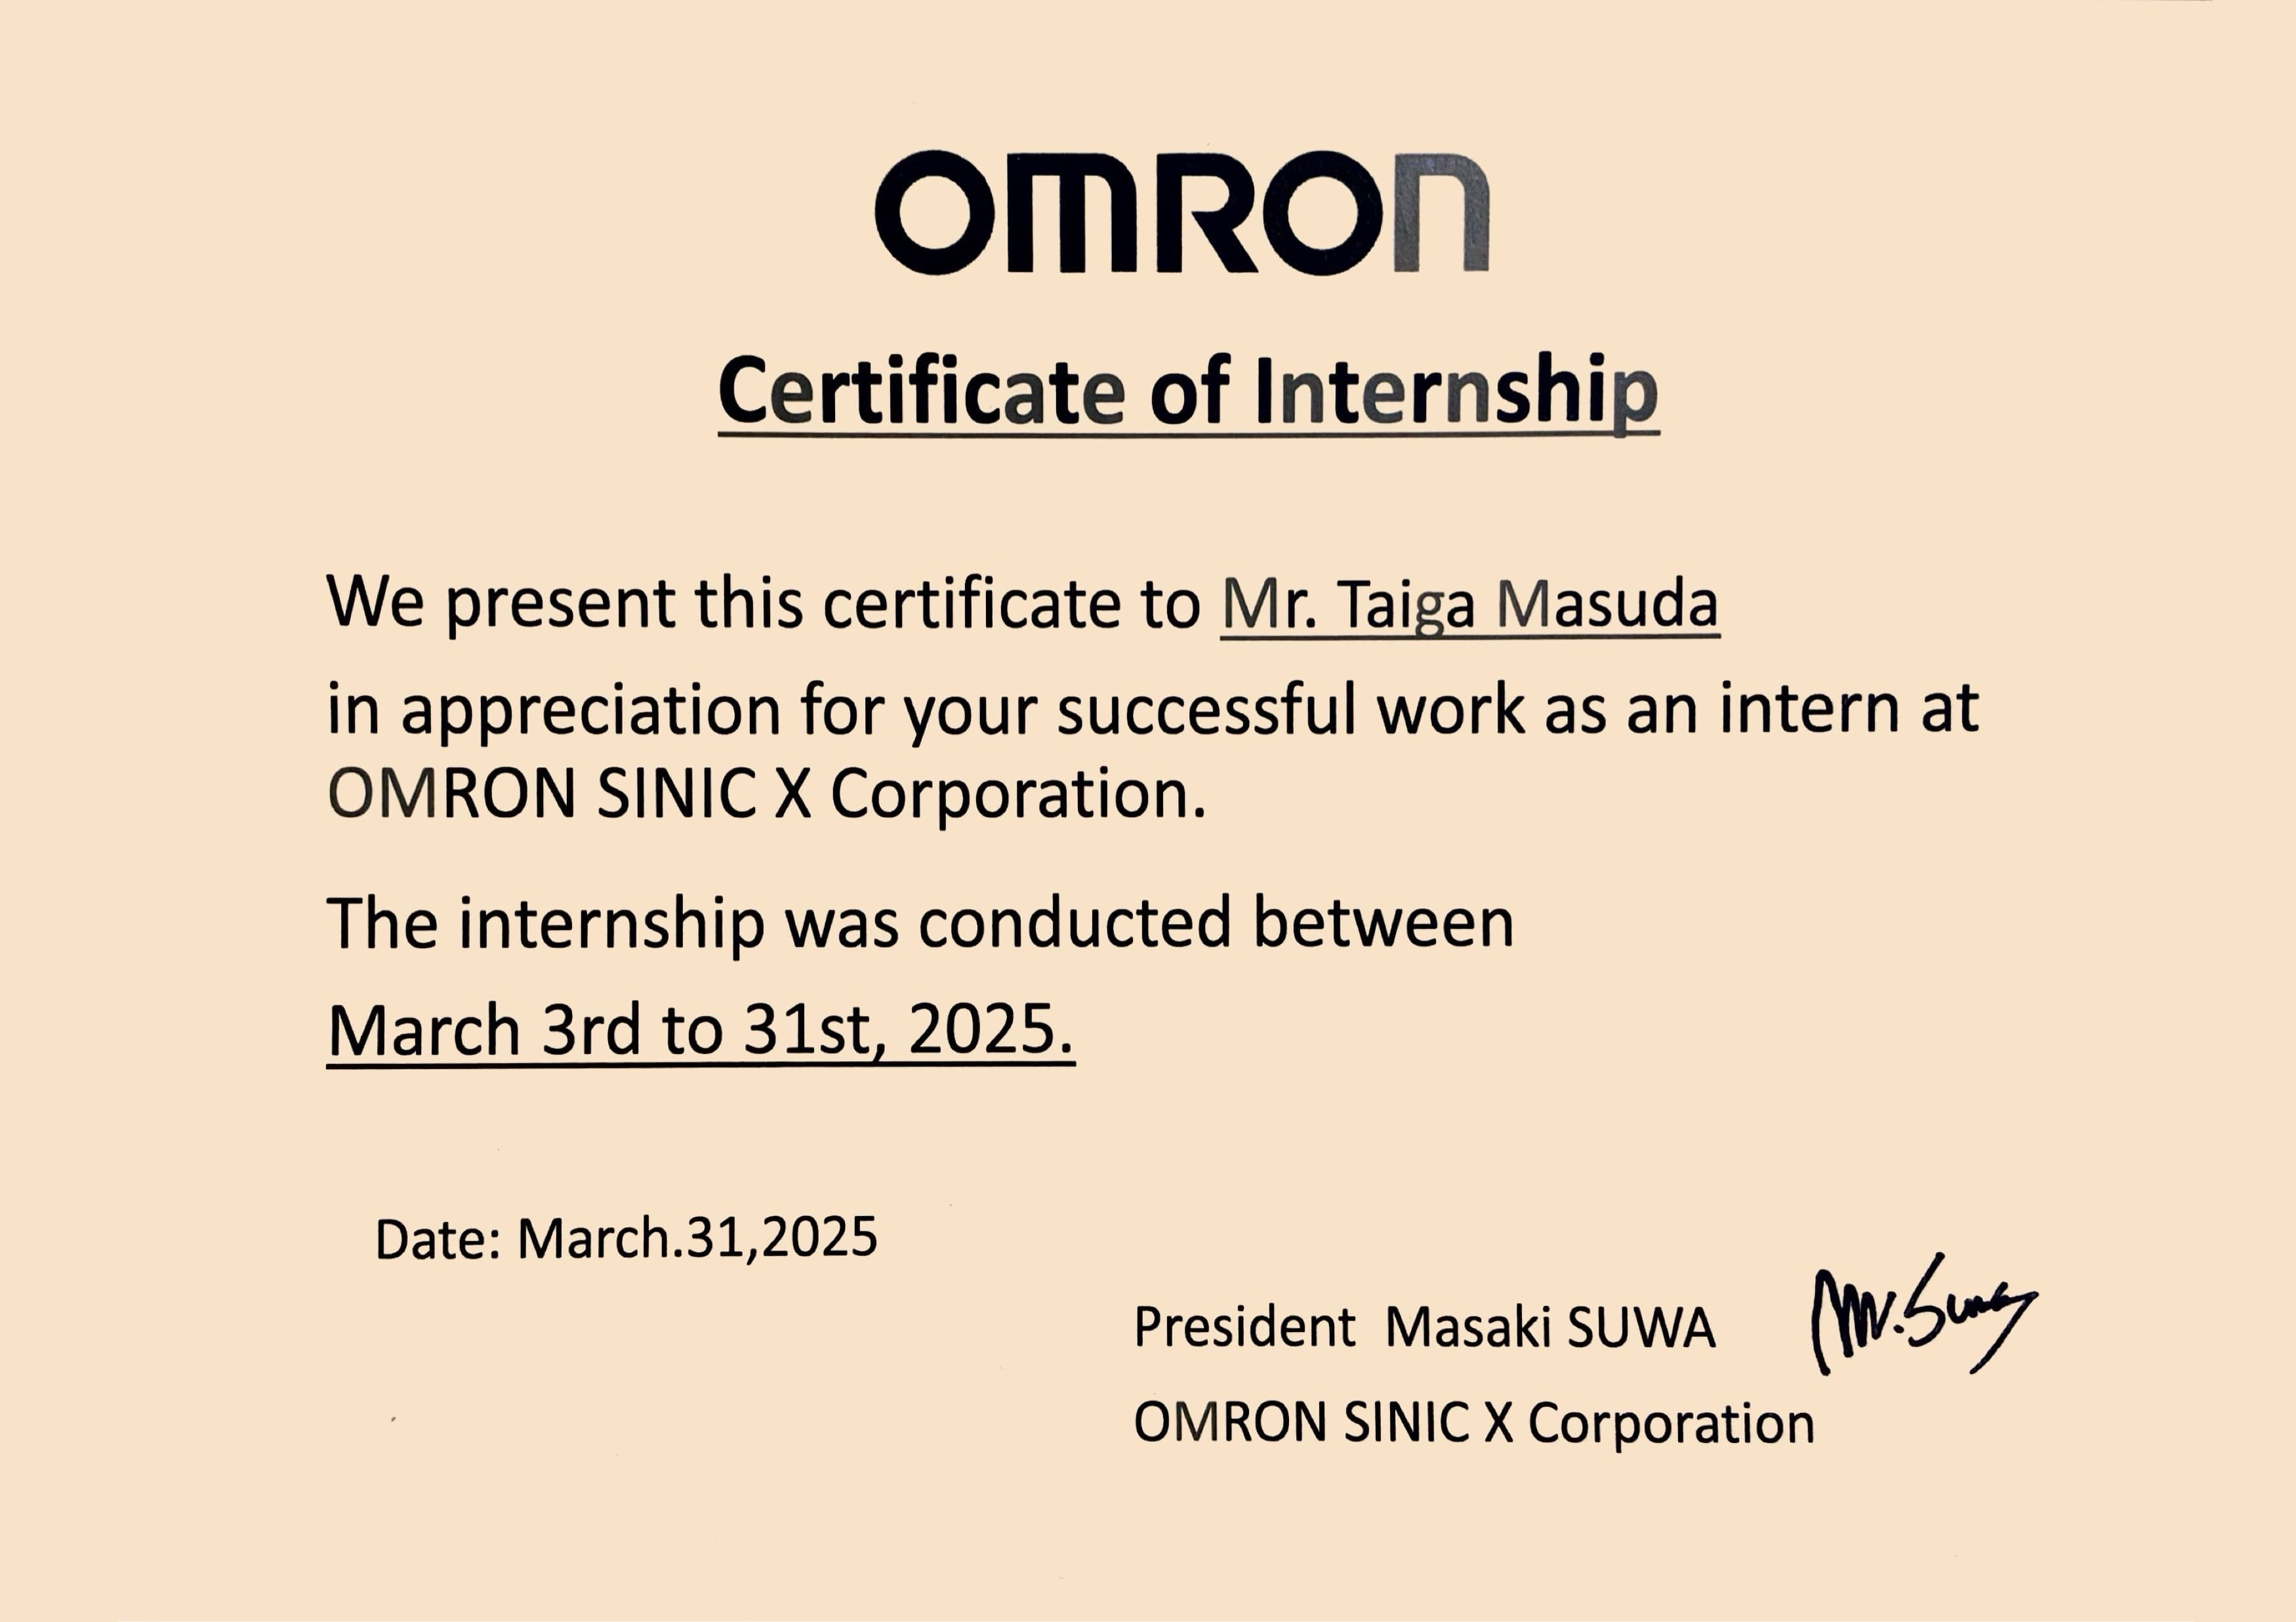 OMRON
Certificate of Internship
We present this certificate to Mr. Taiga Masuda
in appreciation for your successful work as an intern at
OMRON SINIC X Corporation.
The internship was conducted between
March 3rd to 31st, 2025.
Date: March.31,2025
President Masaki SUWA
M.Suwa
OMRON SINIC X Corporation